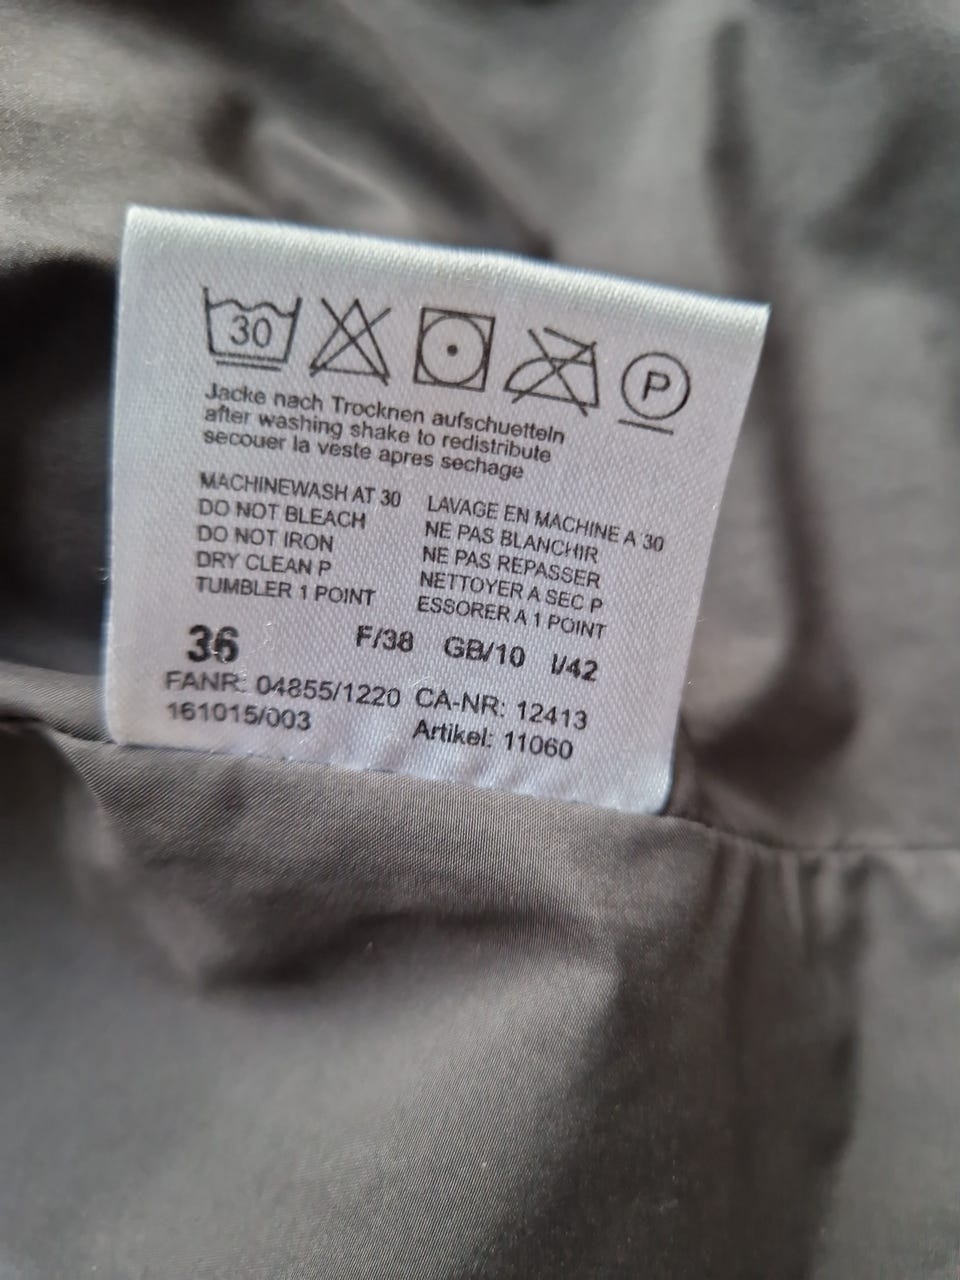 30 P
Jacke nach Trocknen aufschuetteln
after washing shake to redistribute
secouer la veste apres sechage
MACHINEWASH AT 30
DO NOT BLEACH
DO NOT IRON
DRY CLEAN P
TUMBLER 1 POINT
LAVAGE EN MACHINE A 30
NE PAS BLANCHIR
NE PAS REPASSER
NETTOYER A SEC P
ESSORER A 1 POINT
36 F/38 GB/10 I/42
FANR: 04855/1220 CA-NR: 12413
161015/003 Artikel: 11060